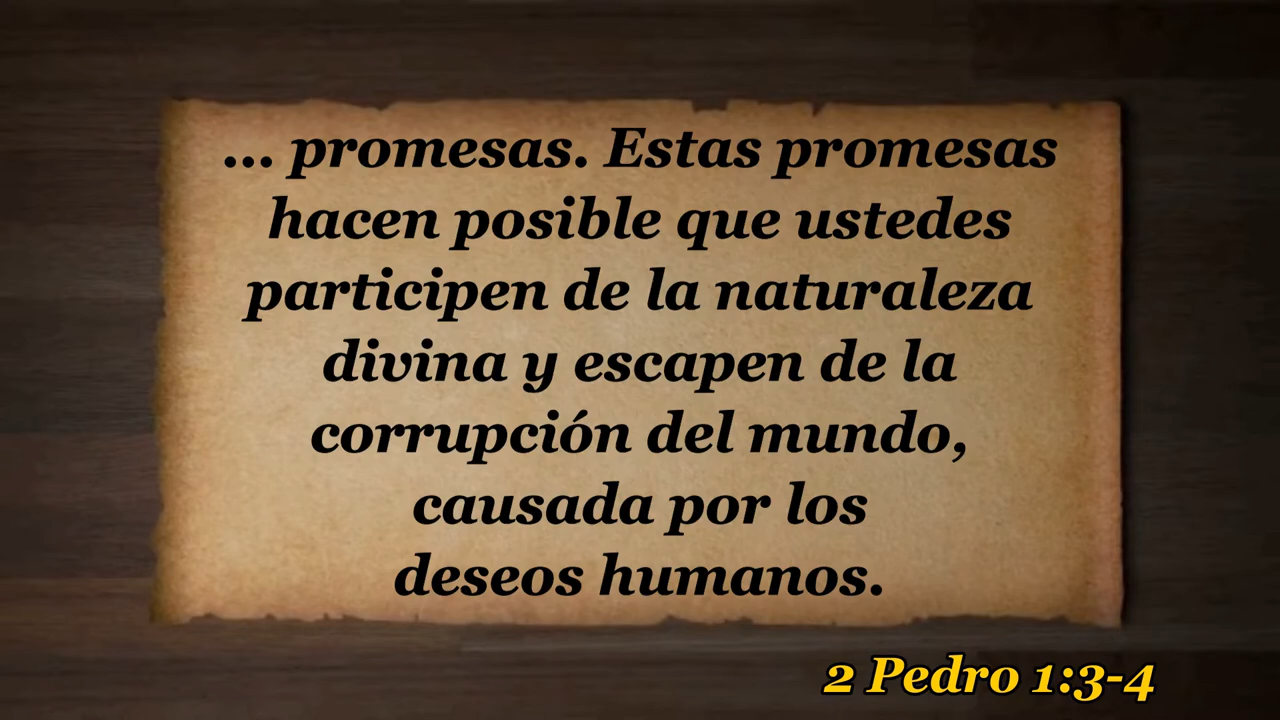 ... promesas. Estas promesas
hacen posible que ustedes
participen de la naturaleza
divina y escapen de la
corrupción del mundo,
causada por los
deseos humanos.
2 Pedro 1:3-4